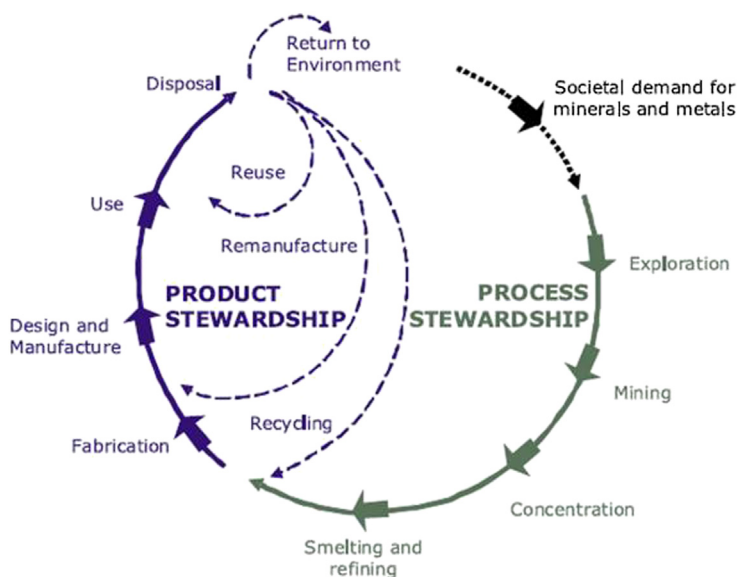 Return to
Environment
Societal demand for
minerals and metals
Disposal
Reuse
Use
Remanufacture
Exploration
PRODUCT
STEWARDSHIP
PROCESS
STEWARDSHIP
Design and
Manufacture
Mining
Recycling
Fabrication
Concentration
Smelting and
refining